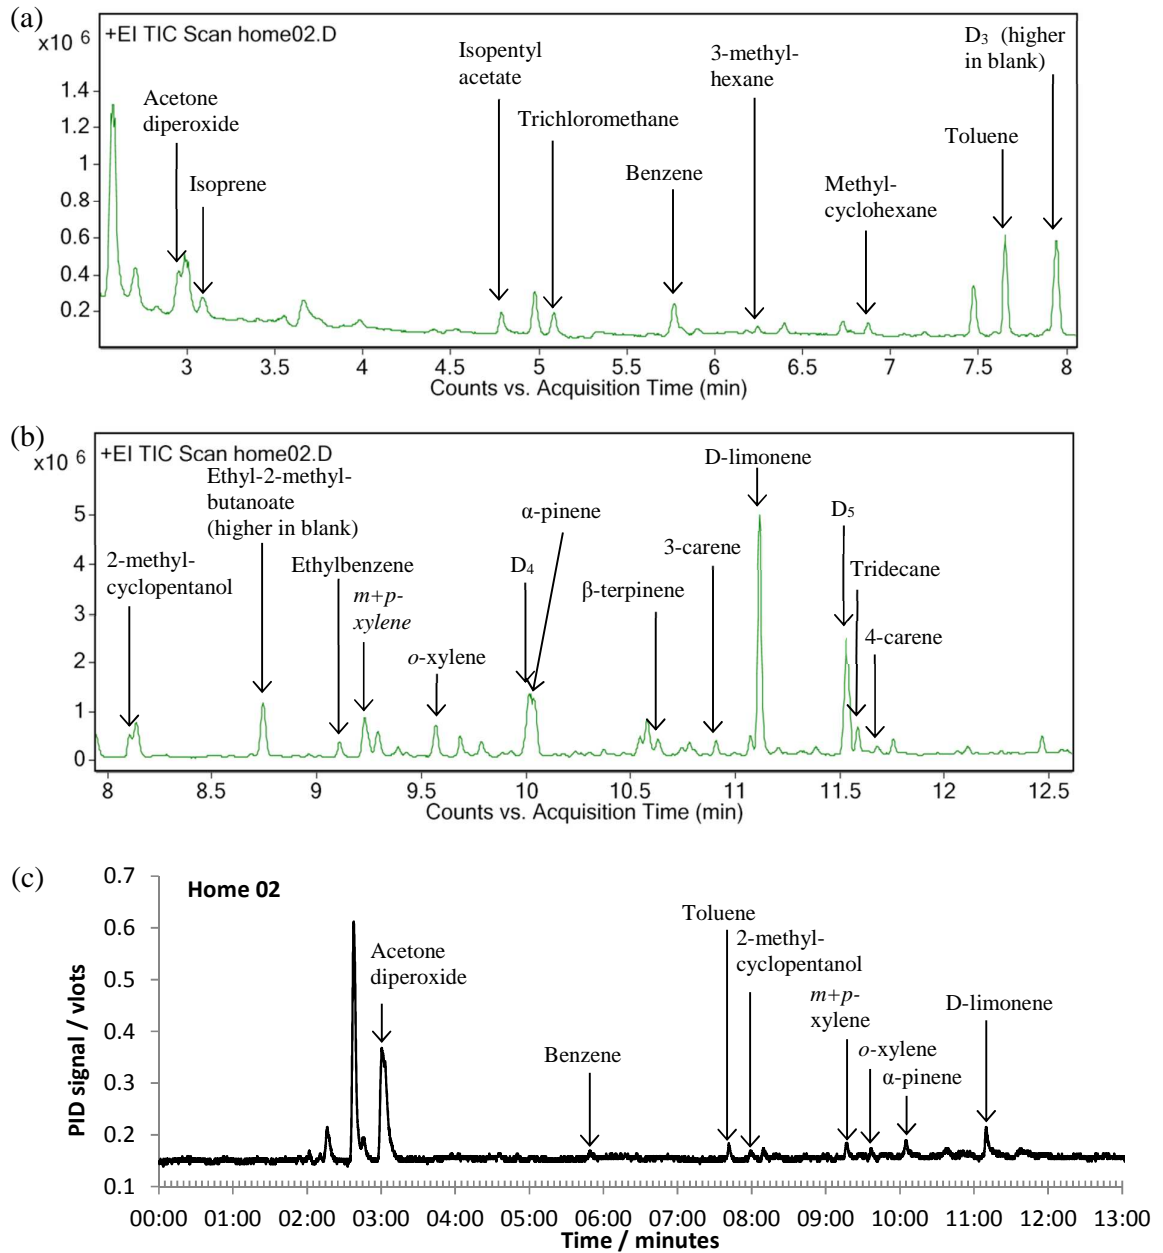 (a)
+EI TIC Scan home02.D
x10 6
1.4
1.2
1
0.8
0.6
0.4
0.2
Acetone
diperoxide
Isoprene
Isopentyl
acetate
Trichloromethane
Benzene
3-methyl-
hexane
Methyl-
cyclohexane
Toluene
D3 (higher
in blank)
3 3.5 4 4.5 5 5.5 6 6.5 7 7.5 8
Counts vs. Acquisition Time (min)
(b)
+EI TIC Scan home02.D
x10 6
5
4
3
2
1
0
2-methyl-
cyclopentanol
Ethyl-2-methyl-
butanoate
(higher in blank)
Ethylbenzene
m+p-
xylene
o-xylene
D4
α-pinene
β-terpinene
3-carene
D-limonene
D5
Tridecane
4-carene
8 8.5 9 9.5 10 10.5 11 11.5 12 12.5
Counts vs. Acquisition Time (min)
(c)
Home 02
PID signal / vlots
0.7
0.6
0.5
0.4
0.3
0.2
0.1
Acetone
diperoxide
Benzene
Toluene
2-methyl-
cyclopentanol
m+p-
xylene
o-xylene
α-pinene
D-limonene
00:00 01:00 02:00 03:00 04:00 05:00 06:00 07:00 08:00 09:00 10:00 11:00 12:00 13:00
Time / minutes